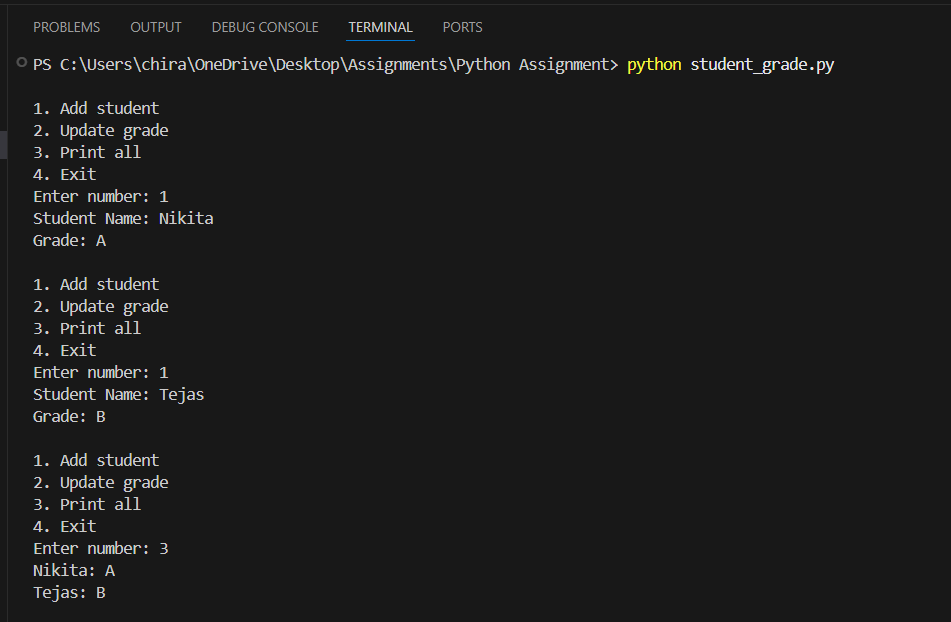 PROBLEMS OUTPUT DEBUG CONSOLE TERMINAL PORTS
PS C:\Users\chira\OneDrive\Desktop\Assignments\Python Assignment> python student_grade.py
1. Add student
2. Update grade
3. Print all
4. Exit
Enter number: 1
Student Name: Nikita
Grade: A
1. Add student
2. Update grade
3. Print all
4. Exit
Enter number: 1
Student Name: Tejas
Grade: B
1. Add student
2. Update grade
3. Print all
4. Exit
Enter number: 3
Nikita: A
Tejas: B